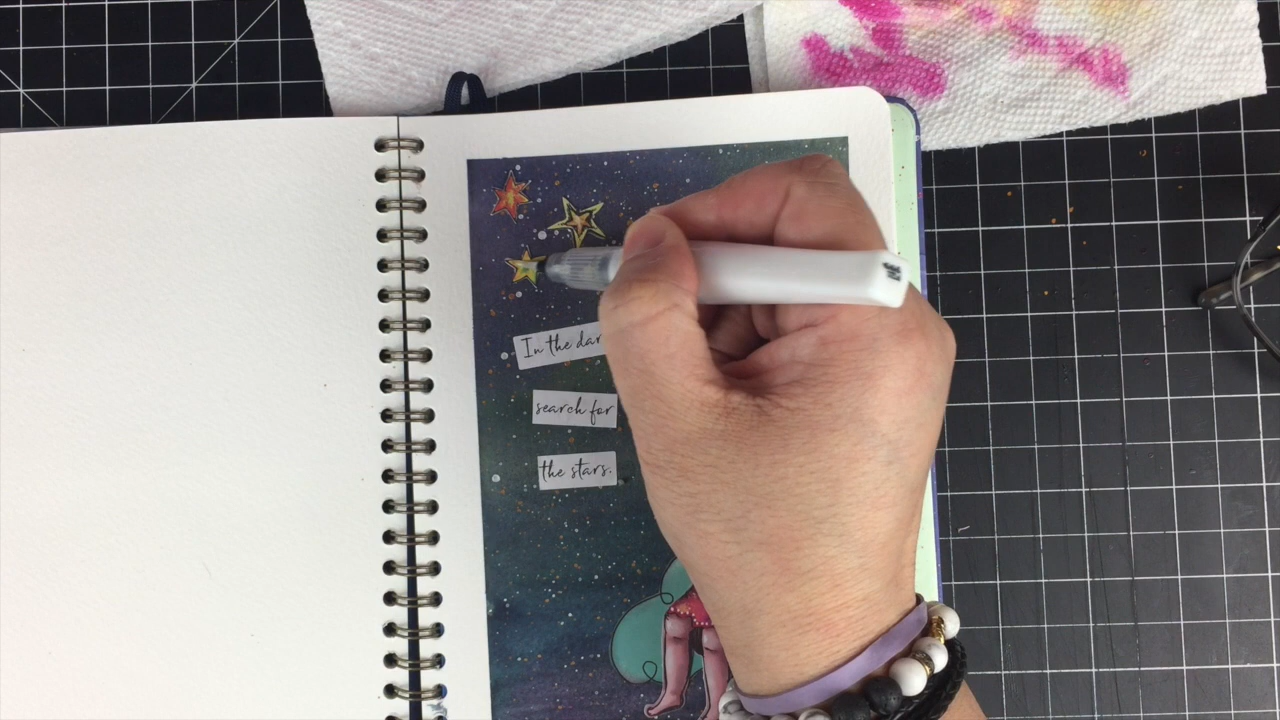 In the dar
search for
the stars.